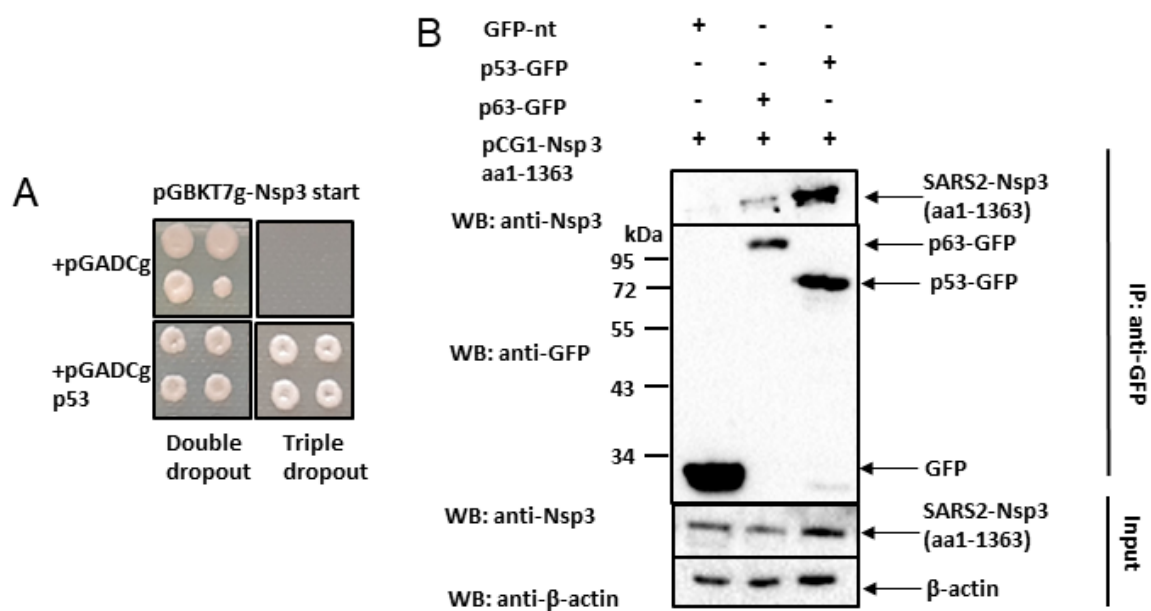 A
pGBKT7g-Nsp3 start
+pGADCg
+pGADCg
p53
Double
dropout
Triple
dropout
B
GFP-nt + - -
p53-GFP - - +
p63-GFP - + -
pCG1-Nsp 3 + + +
aa1-1363
WB: anti-Nsp3
SARS2-Nsp3
(aa1-1363)
kDa
p63-GFP
95
p53-GFP
72
55
WB: anti-GFP
43
34
GFP
IP: anti-GFP
WB: anti-Nsp3
SARS2-Nsp3
(aa1-1363)
WB: anti-β-actin
β-actin
Input